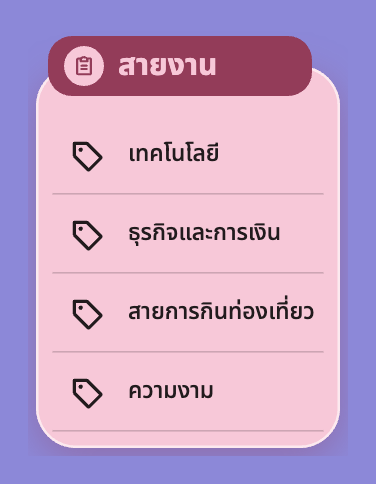 สายงาน
เทคโนโลยี
ธุรกิจและการเงิน
สายการกินท่องเที่ยว
ความงาม